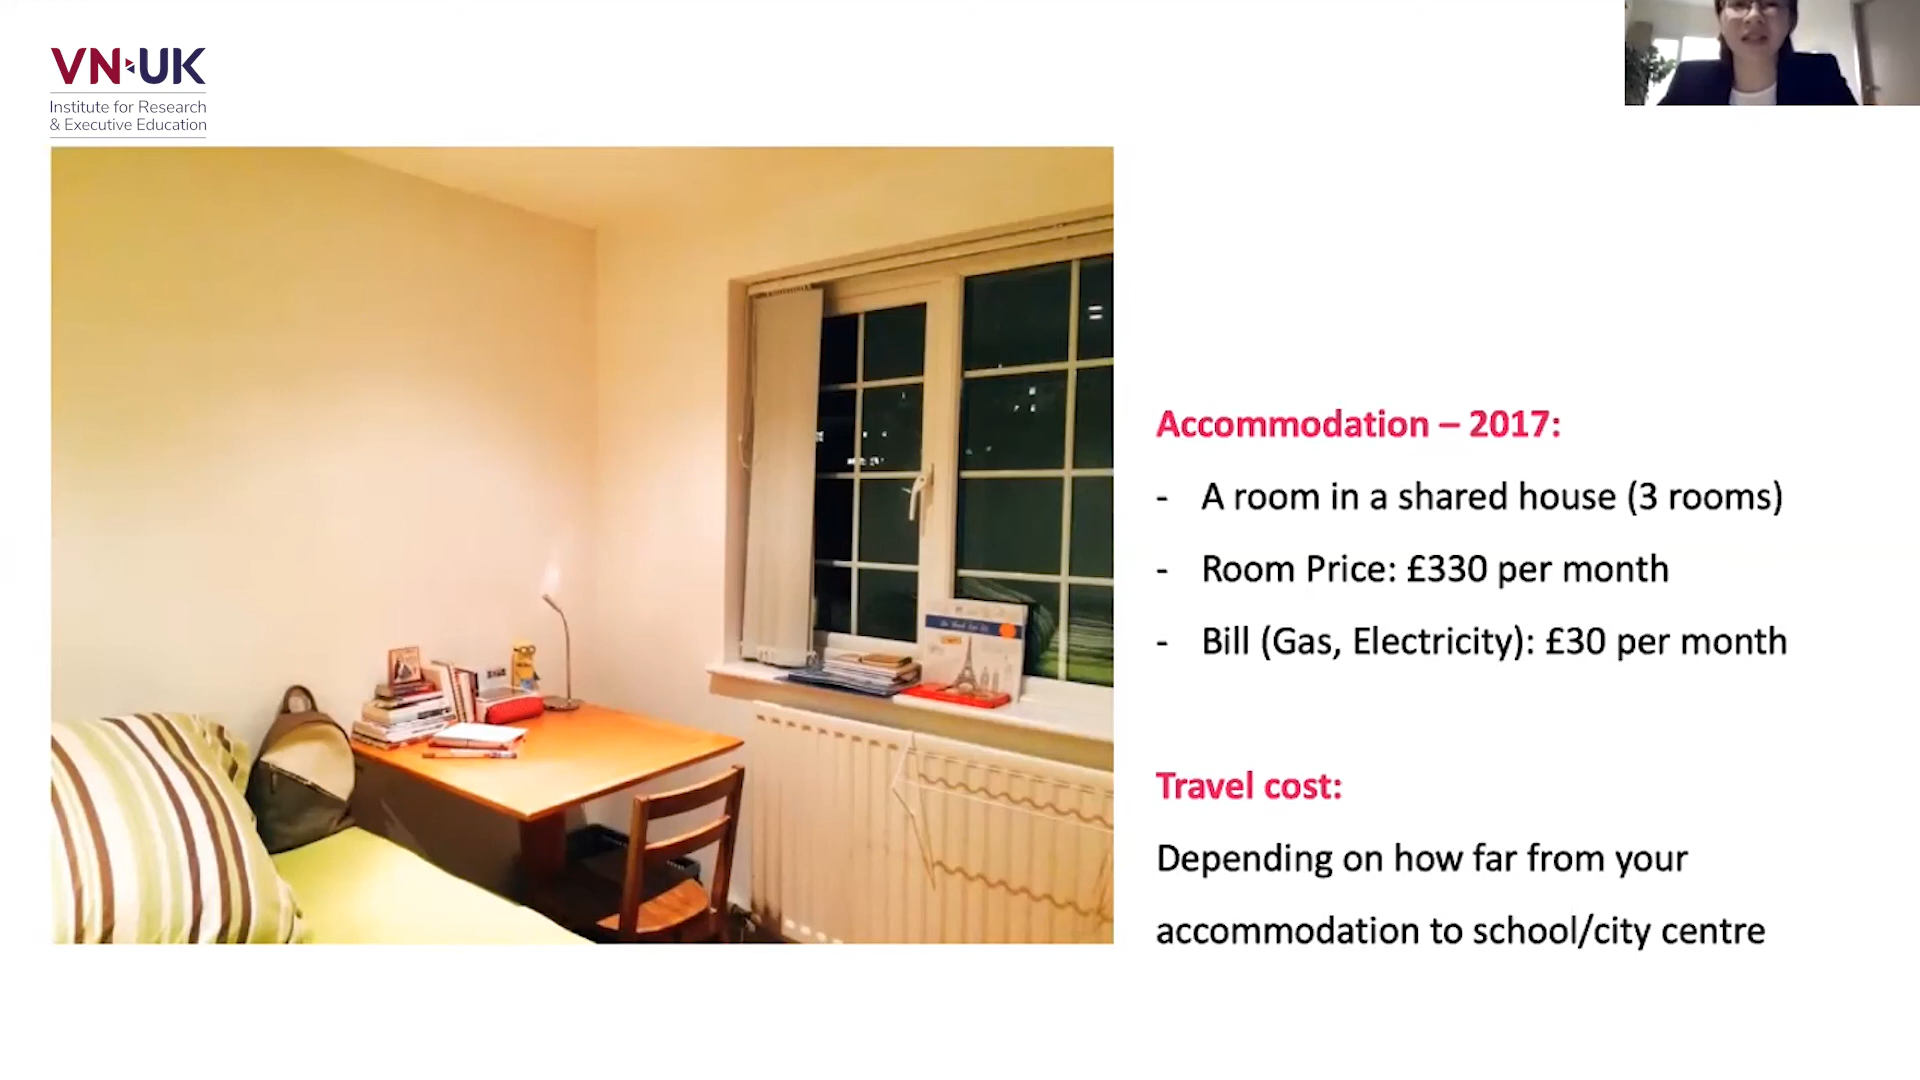 VN UK
Institute for Research
& Executive Education
Accommodation – 2017:
- A room in a shared house (3 rooms)
- Room Price: £330 per month
- Bill (Gas, Electricity): £30 per month
Travel cost:
Depending on how far from your
accommodation to school/city centre